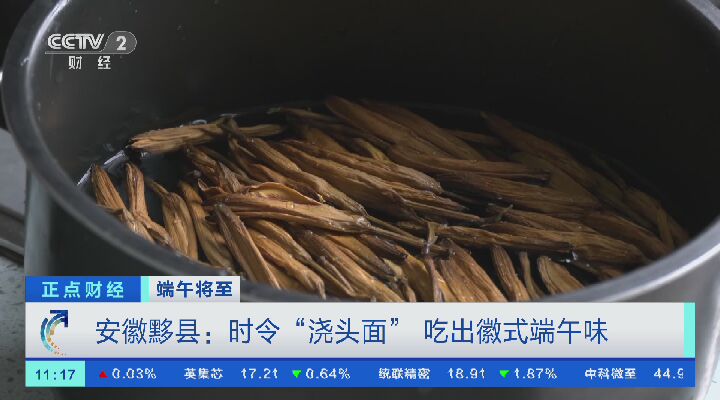 CCTV 2
财经
正点财经 端午将至
安徽黟县：时令“浇头面” 吃出徽式端午味
11:17 ▲0.03% 英集芯 17.21 ▼0.64% 统联精密 18.91 ▼1.87% 中科微至 44.9